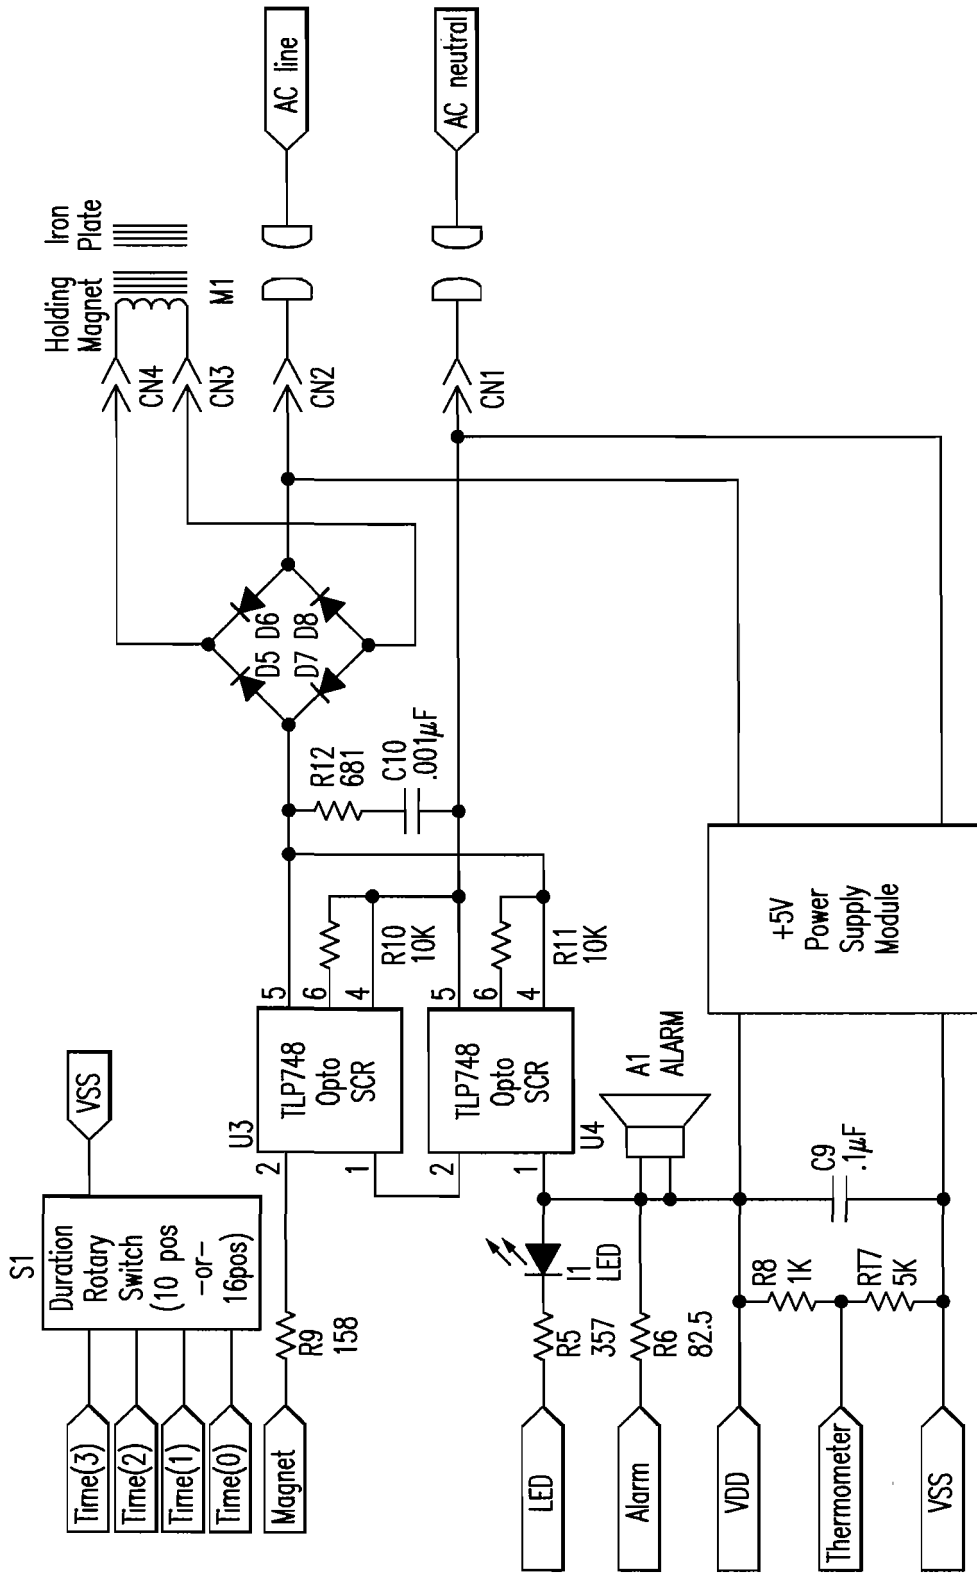 Time(3)
Time(2)
Time(1)
Time(0)
Magnet
S1
Duration
Rotary
Switch
(10 pos
-or-
16pos)
VSS
R9
158
U3
2
1
TLP748
Opto
SCR
5
6
4
R10
10K
R12
681
C10
.001µF
D5
D6
D7
D8
CN4
CN3
CN2
CN1
Holding
Magnet
Iron
Plate
M1
AC line
AC neutral
2
1
U4
TLP748
Opto
SCR
5
6
4
R11
10K
LED
R5
357
I1
LED
Alarm
R6
82.5
A1
ALARM
VDD
Thermometer
VSS
R8
1K
RT7
5K
C9
.1µF
+5V
Power
Supply
Module